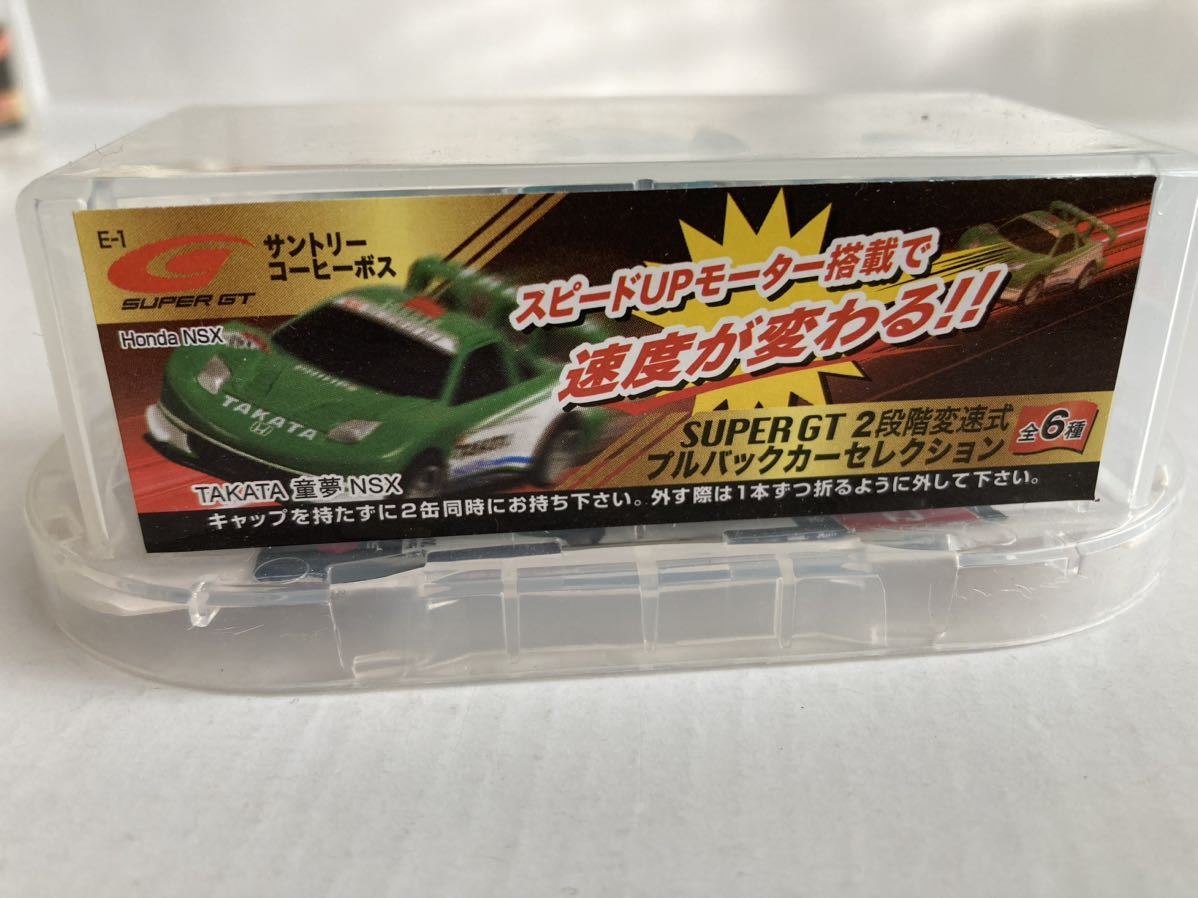 E-1
SUPER GT
サントリー
コーヒーボス
Honda NSX
TAKATA
TAKATA 童夢 NSX
スピードUPモーター搭載で
速度が変わる!!
SUPER GT 2段階変速式
プルバックカーセレクション
全6種
キャップを持たずに2缶同時にお持ち下さい。外す際は1本ずつ折るように外して下さい。